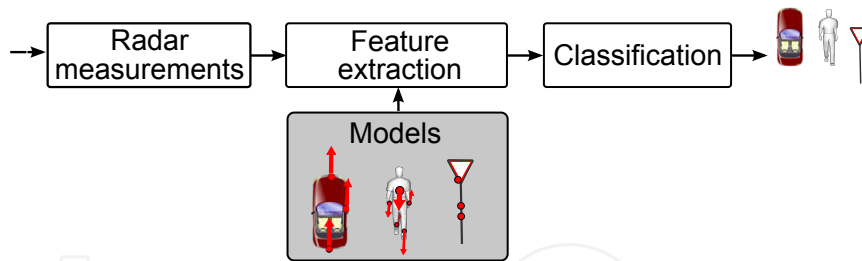 Radar
measurements
Feature
extraction
Classification
Models